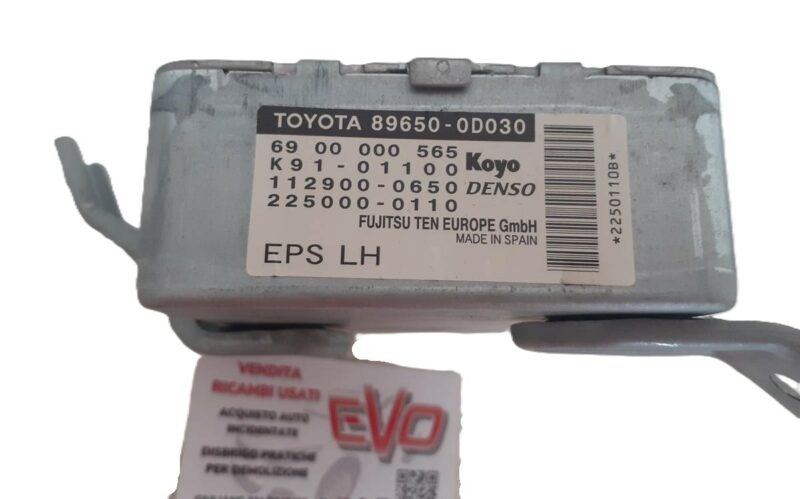 TOYOTA 89650-0D030
69 00 000 565
K91-01100 Koyo
112900-0650 DENSO
225000-0110
FUJITSU TEN EUROPE GmbH
MADE IN SPAIN
EPS LH
*2250110B*
VENDITA
RICAMBI USATI
ACQUISTO AUTO
INCIDENTATE
DISBRIGO PRATICHE
PER DEMOLIZIONE
EVO